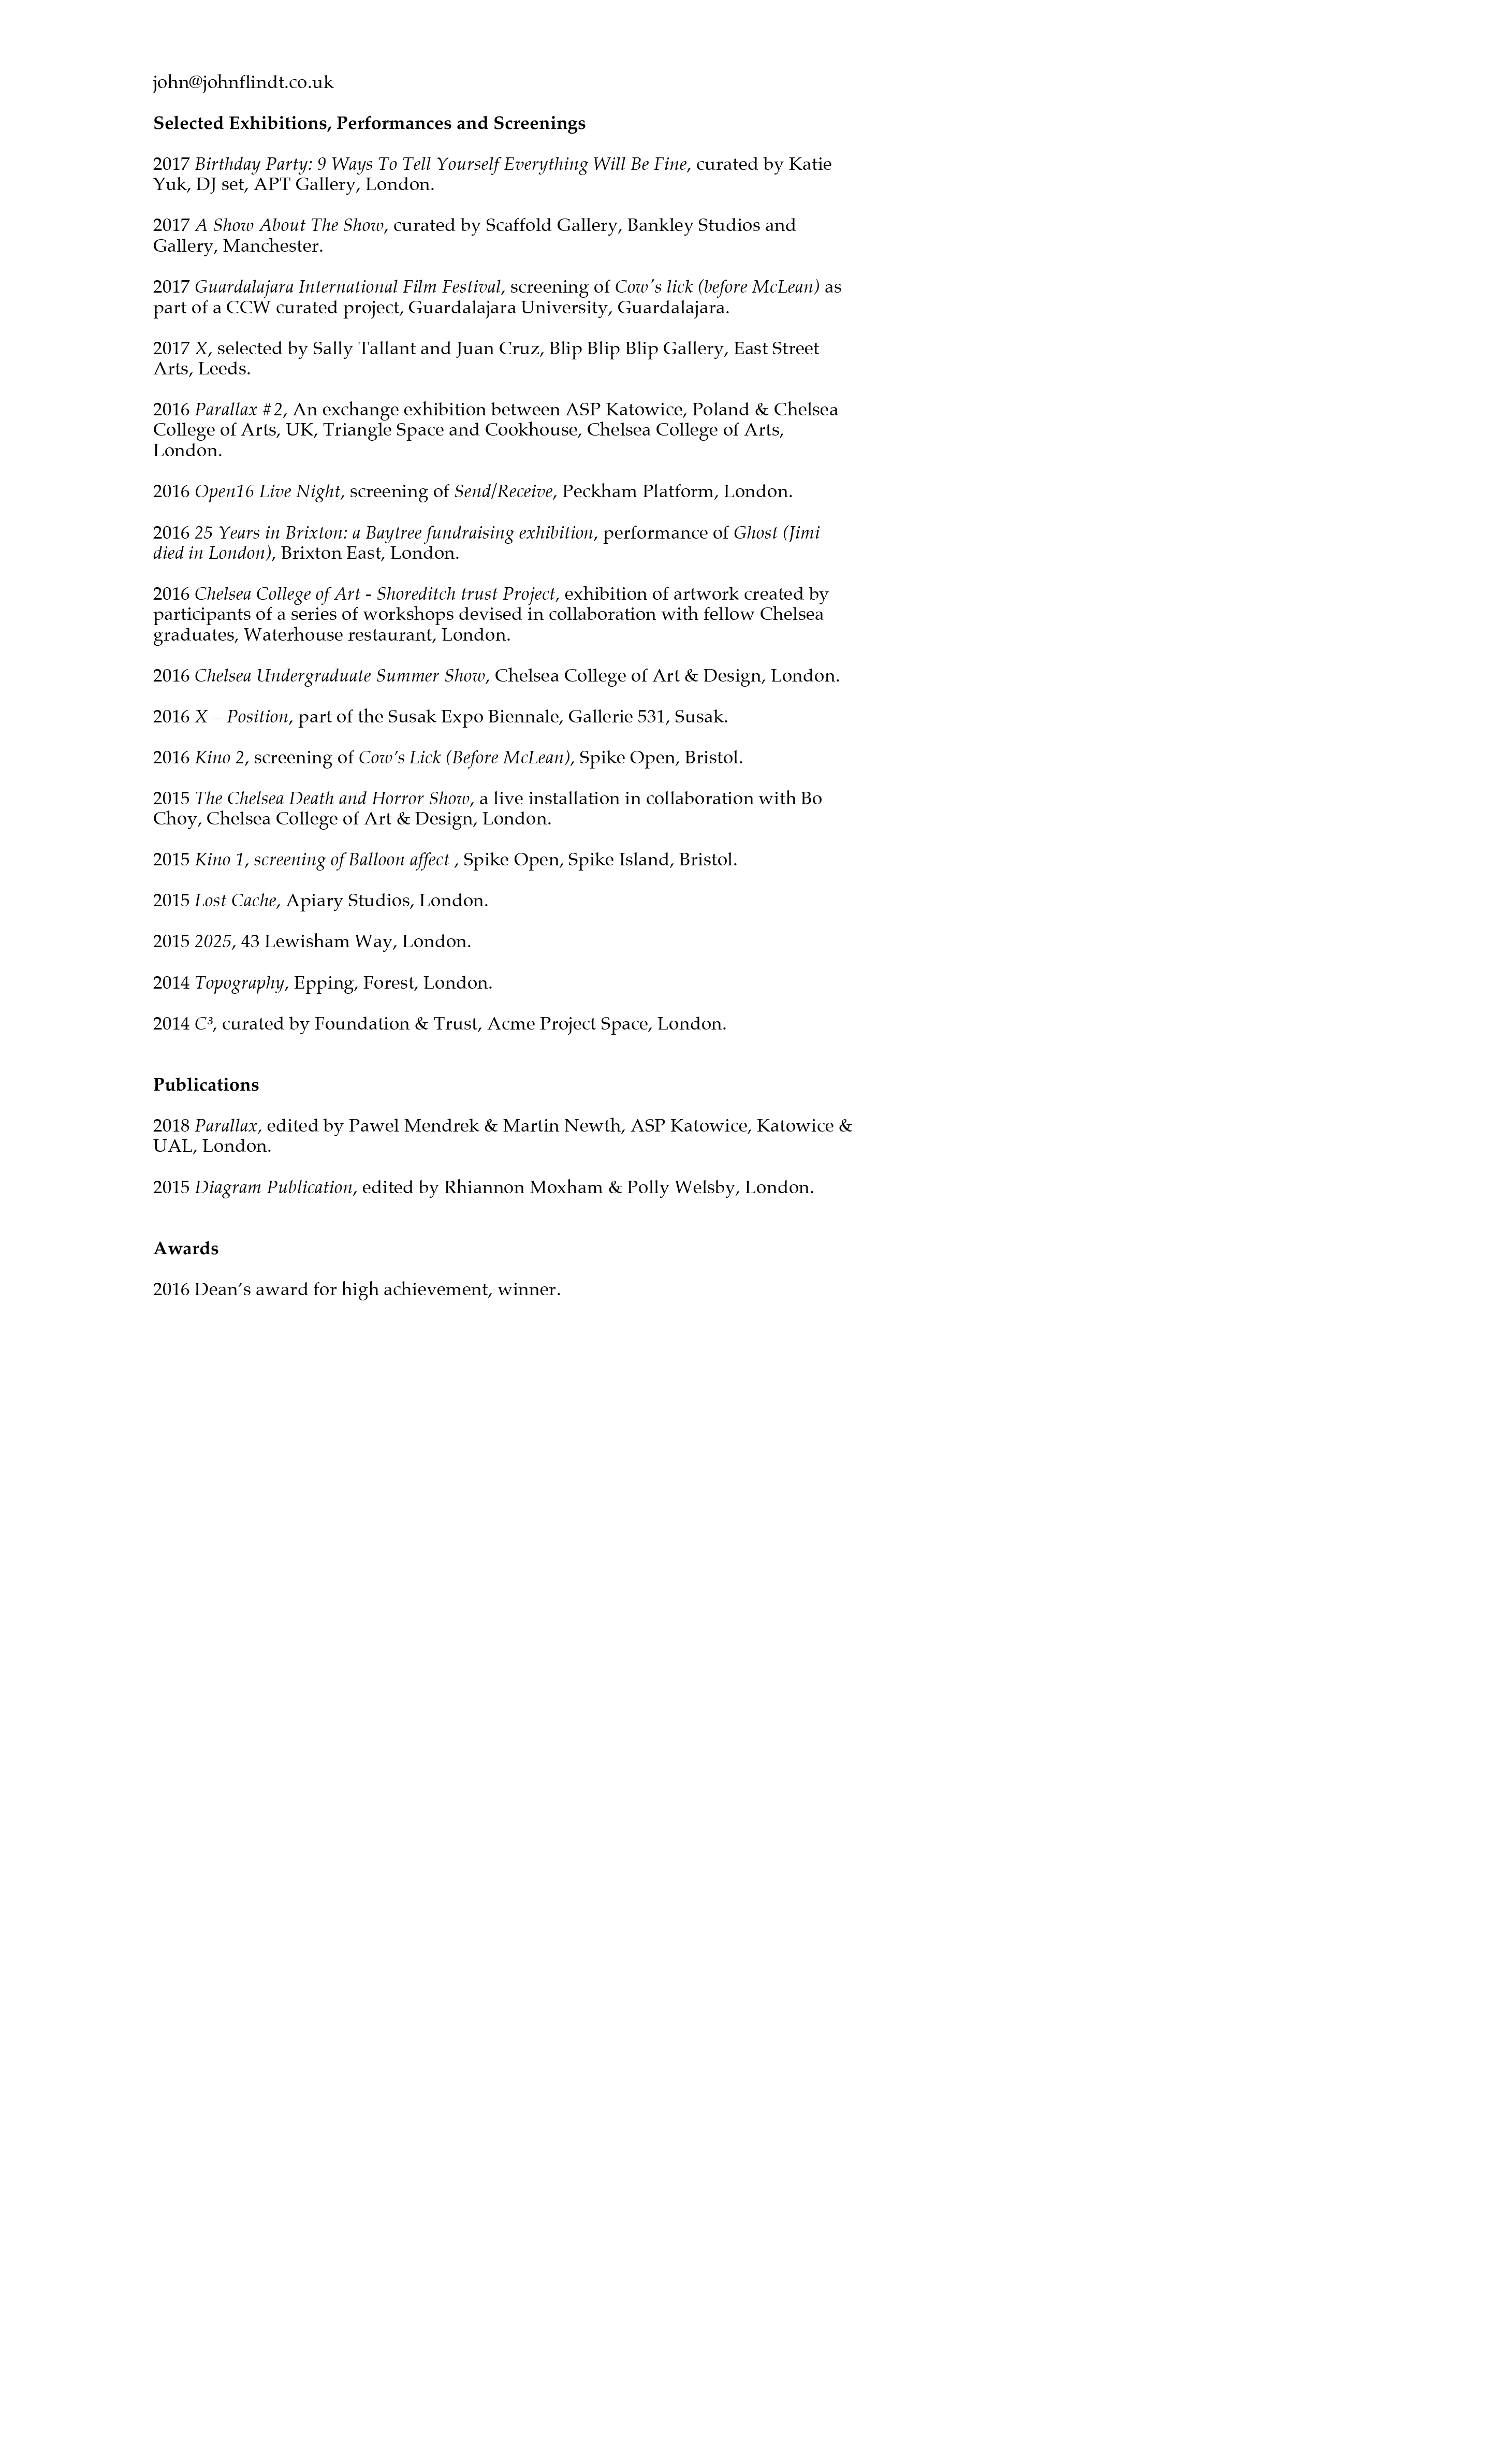 john@johnflindt.co.uk
Selected Exhibitions, Performances and Screenings
2017 Birthday Party: 9 Ways To Tell Yourself Everything Will Be Fine, curated by Katie
Yuk, DJ set, APT Gallery, London.
2017 A Show About The Show, curated by Scaffold Gallery, Bankley Studios and
Gallery, Manchester.
2017 Guardalajara International Film Festival, screening of Cow's lick (before McLean) as
part of a CCW curated project, Guardalajara University, Guardalajara.
2017 X, selected by Sally Tallant and Juan Cruz, Blip Blip Blip Gallery, East Street
Arts, Leeds.
2016 Parallax #2, An exchange exhibition between ASP Katowice, Poland & Chelsea
College of Arts, UK, Triangle Space and Cookhouse, Chelsea College of Arts,
London.
2016 Open16 Live Night, screening of Send/Receive, Peckham Platform, London.
2016 25 Years in Brixton: a Baytree fundraising exhibition, performance of Ghost (Jimi
died in London), Brixton East, London.
2016 Chelsea College of Art - Shoreditch trust Project, exhibition of artwork created by
participants of a series of workshops devised in collaboration with fellow Chelsea
graduates, Waterhouse restaurant, London.
2016 Chelsea Undergraduate Summer Show, Chelsea College of Art & Design, London.
2016 X – Position, part of the Susak Expo Biennale, Gallerie 531, Susak.
2016 Kino 2, screening of Cow's Lick (Before McLean), Spike Open, Bristol.
2015 The Chelsea Death and Horror Show, a live installation in collaboration with Bo
Choy, Chelsea College of Art & Design, London.
2015 Kino 1, screening of Balloon affect , Spike Open, Spike Island, Bristol.
2015 Lost Cache, Apiary Studios, London.
2015 2025, 43 Lewisham Way, London.
2014 Topography, Epping, Forest, London.
2014 C³, curated by Foundation & Trust, Acme Project Space, London.
Publications
2018 Parallax, edited by Pawel Mendrek & Martin Newth, ASP Katowice, Katowice &
UAL, London.
2015 Diagram Publication, edited by Rhiannon Moxham & Polly Welsby, London.
Awards
2016 Dean's award for high achievement, winner.